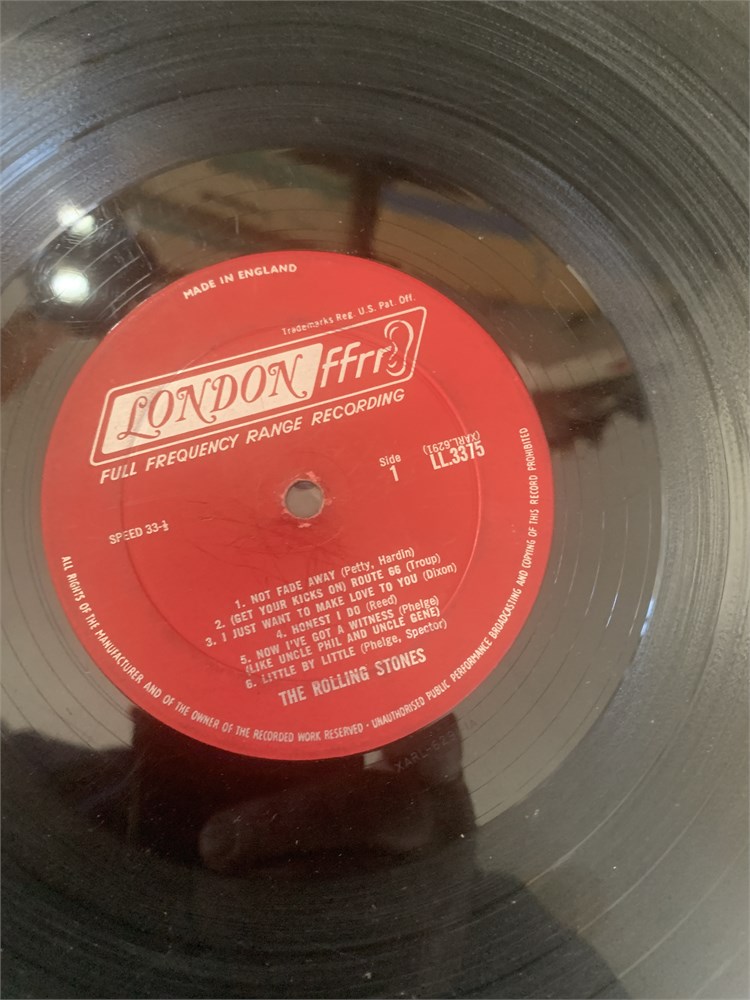 MADE IN ENGLAND
Trademarks Reg. U.S. Pat. Off.
LONDON ffrr
FULL FREQUENCY RANGE RECORDING
Side
1
(XARL.6291)
LL.3375
SPEED 33-⅓
1. NOT FADE AWAY (Petty, Hardin)
2. (GET YOUR KICKS ON) ROUTE 66 (Troup)
3. I JUST WANT TO MAKE LOVE TO YOU (Dixon)
4. HONEST I DO (Reed)
5. NOW I'VE GOT A WITNESS (Phelge)
(LIKE UNCLE PHIL AND UNCLE GENE)
6. LITTLE BY LITTLE (Phelge, Spector)
THE ROLLING STONES
ALL RIGHTS OF THE MANUFACTURER AND OF THE OWNER OF THE RECORDED WORK RESERVED · UNAUTHORISED PUBLIC PERFORMANCE BROADCASTING AND COPYING OF THIS RECORD PROHIBITED